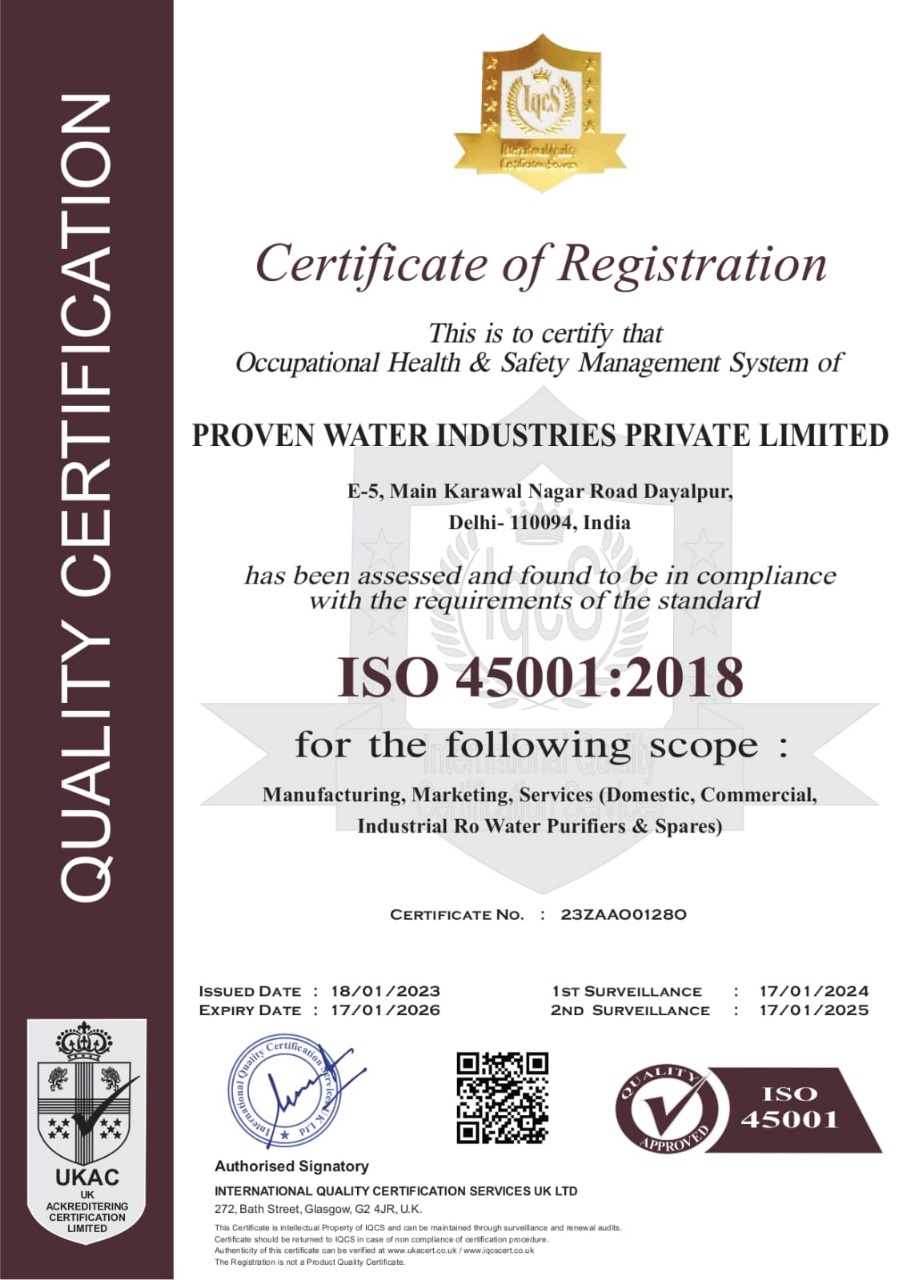 QUALITY CERTIFICATION
IqcS
International Quality
Certification Services
Certificate of Registration
This is to certify that
Occupational Health & Safety Management System of
PROVEN WATER INDUSTRIES PRIVATE LIMITED
E-5, Main Karawal Nagar Road Dayalpur,
Delhi- 110094, India
has been assessed and found to be in compliance
with the requirements of the standard
ISO 45001:2018
for the following scope :
Manufacturing, Marketing, Services (Domestic, Commercial,
Industrial Ro Water Purifiers & Spares)
IqcS
International Quality
Certification Services
CERTIFICATE NO. : 23ZAAO0128O
ISSUED DATE : 18/01/2023
EXPIRY DATE : 17/01/2026
1ST SURVEILLANCE : 17/01/2024
2ND SURVEILLANCE : 17/01/2025
UKAC
UK
ACKREDITERING
CERTIFICATION
LIMITED
International Quality Certification Services UK Ltd
QUALITY
APPROVED
ISO
45001
Authorised Signatory
INTERNATIONAL QUALITY CERTIFICATION SERVICES UK LTD
272, Bath Street, Glasgow, G2 4JR, U.K.
This Certificate is intellectual Property of IQCS and can be maintained through surveillance and renewal audits.
Certificate should be returned to IQCS in case of non compliance of certification procedure.
Authenticity of this certificate can be verified at www.ukacert.co.uk / www.iqcscert.co.uk
The Registration is not a Product Quality Certificate.